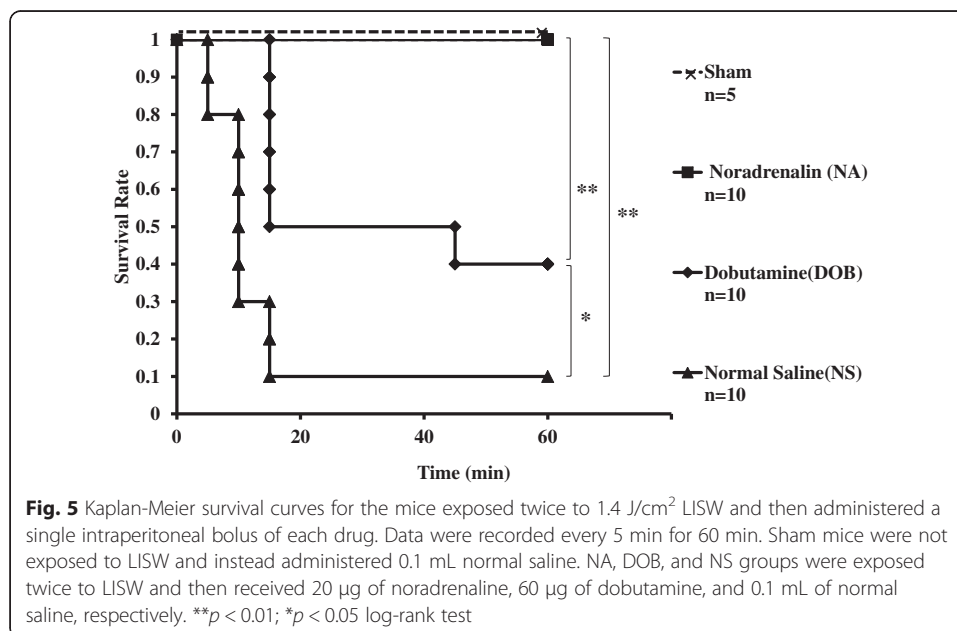 1
0.9
0.8
0.7
0.6
0.5
0.4
0.3
0.2
0.1
0
Survival Rate
0 20 40 60
Time (min)
**
**
*
Sham
n=5
Noradrenalin (NA)
n=10
Dobutamine(DOB)
n=10
Normal Saline(NS)
n=10
Fig. 5 Kaplan-Meier survival curves for the mice exposed twice to 1.4 J/cm² LISW and then administered a
single intraperitoneal bolus of each drug. Data were recorded every 5 min for 60 min. Sham mice were not
exposed to LISW and instead administered 0.1 mL normal saline. NA, DOB, and NS groups were exposed
twice to LISW and then received 20 μg of noradrenaline, 60 μg of dobutamine, and 0.1 mL of normal
saline, respectively. **p < 0.01; *p < 0.05 log-rank test